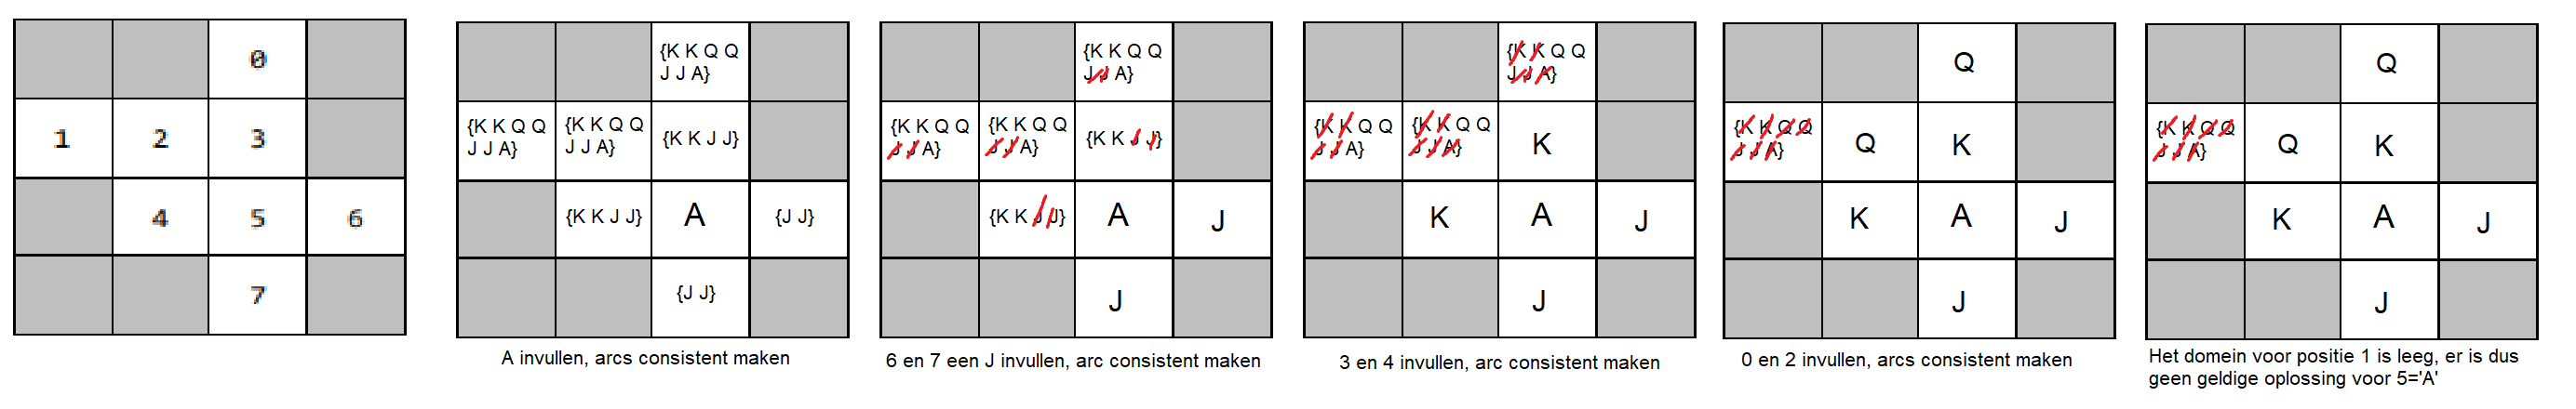 0
1 2 3
4 5 6
7
{K K Q Q
J J A}
{K K Q Q
J J A}
{K K Q Q
J J A}
{K K J J}
{K K J J}
A
{J J}
{J J}
A invullen, arcs consistent maken
{K K Q Q
J J A}
{K K Q Q
J J A}
{K K Q Q
J J A}
{K K J J}
{K K J J}
A
J
J
6 en 7 een J invullen, arc consistent maken
{K K Q Q
J J A}
{K K Q Q
J J A}
{K K Q Q
J J A}
K
K
A
J
J
3 en 4 invullen, arc consistent maken
Q
{K K Q Q
J J A}
Q
K
K
A
J
J
0 en 2 invullen, arcs consistent maken
Q
{K K Q Q
J J A}
Q
K
K
A
J
J
Het domein voor positie 1 is leeg, er is dus
geen geldige oplossing voor 5='A'